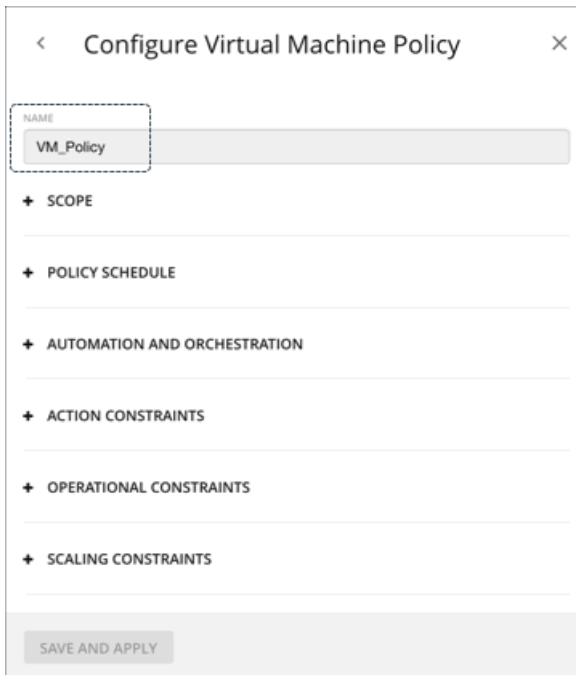 Configure Virtual Machine Policy
NAME
VM_Policy
SCOPE
POLICY SCHEDULE
AUTOMATION AND ORCHESTRATION
ACTION CONSTRAINTS
OPERATIONAL CONSTRAINTS
SCALING CONSTRAINTS
SAVE AND APPLY